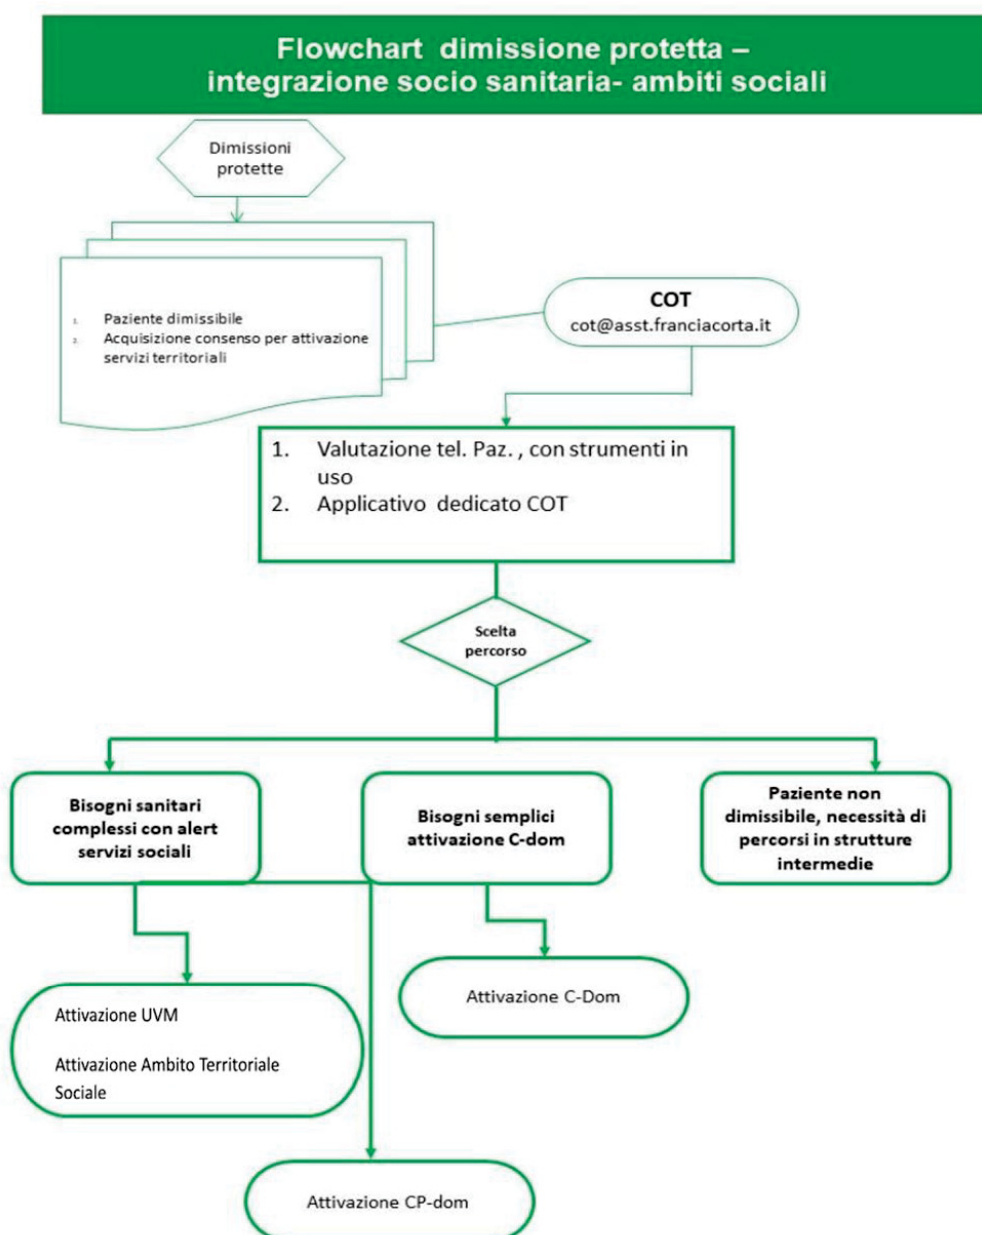 Flowchart dimissione protetta –
integrazione socio sanitaria- ambiti sociali
Dimissioni
protette
1. Paziente dimissibile
2. Acquisizione consenso per attivazione
servizi territoriali
COT
cot@asst.franciacorta.it
1. Valutazione tel. Paz. , con strumenti in
uso
2. Applicativo dedicato COT
Scelta
percorso
Bisogni sanitari
complessi con alert
servizi sociali
Bisogni semplici
attivazione C-dom
Paziente non
dimissibile, necessità di
percorsi in strutture
intermedie
Attivazione UVM
Attivazione Ambito Territoriale
Sociale
Attivazione C-Dom
Attivazione CP-dom